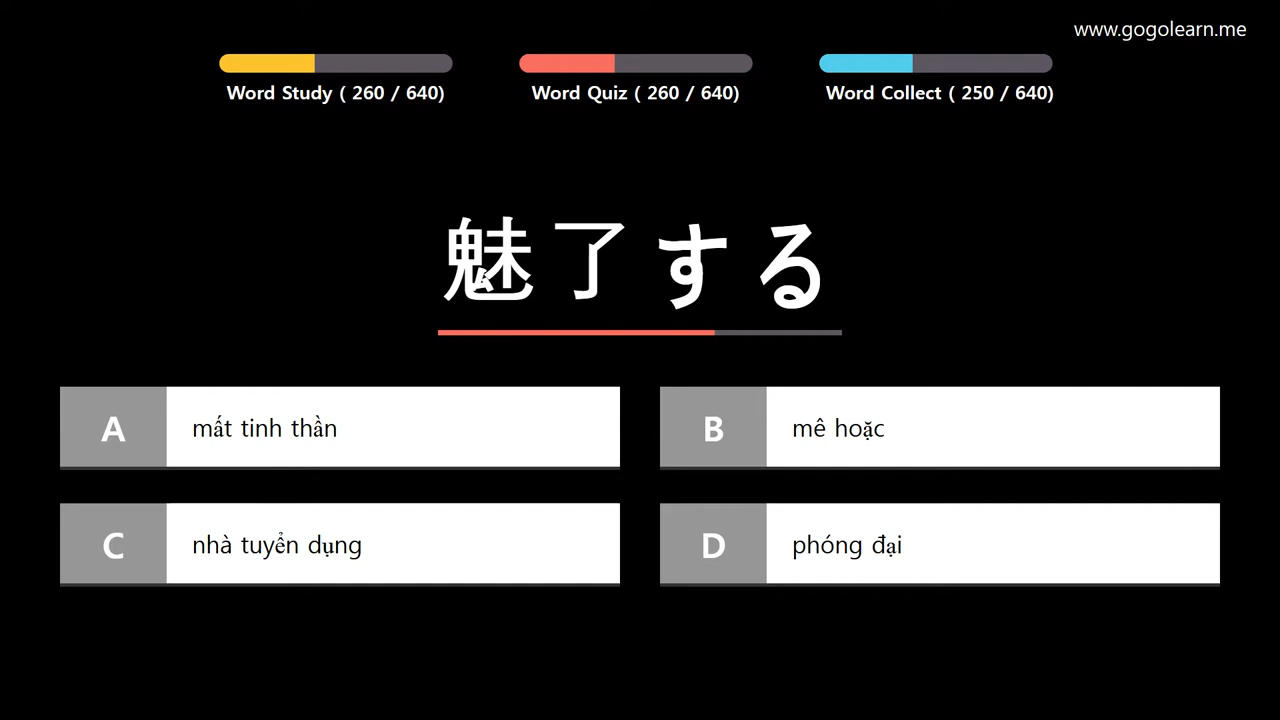 www.gogolearn.me
Word Study ( 260 / 640)
Word Quiz ( 260 / 640)
Word Collect ( 250 / 640)
魅了する
A mất tinh thần
B mê hoặc
C nhà tuyển dụng
D phóng đại